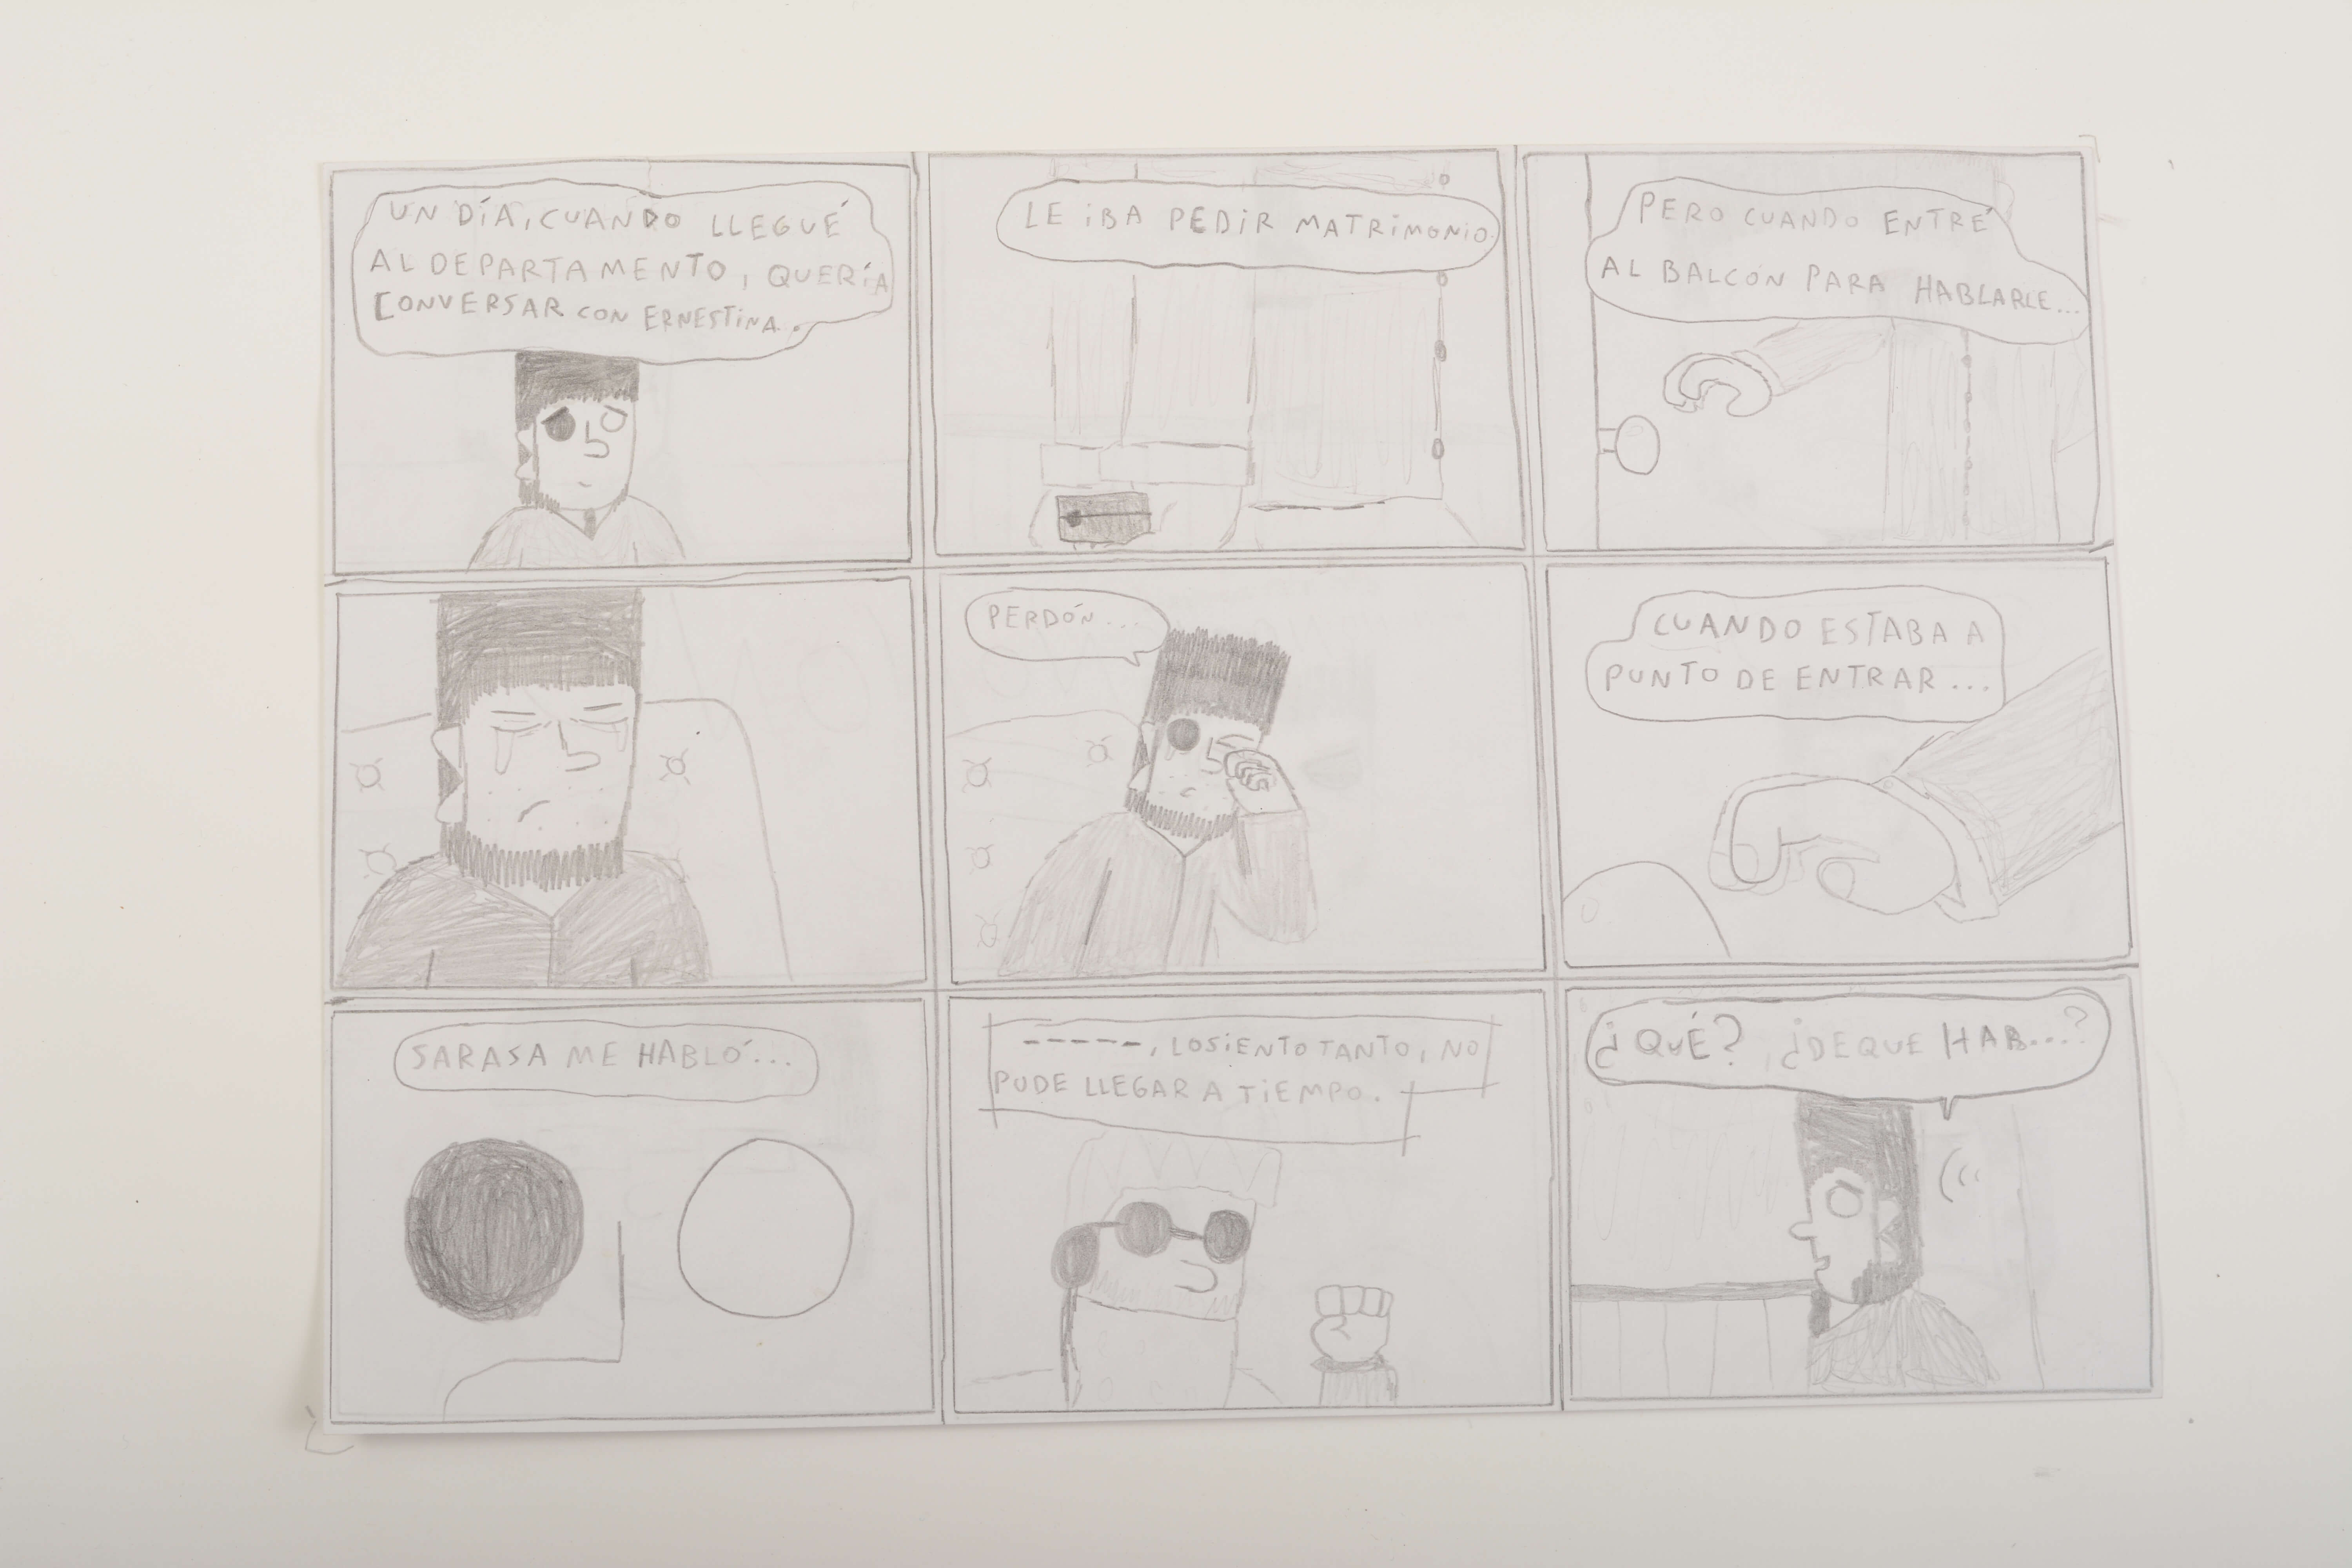 UN DÍA, CUANDO LLEGUÉ
AL DEPARTAMENTO, QUERÍA
CONVERSAR CON ERNESTINA.
LE IBA PEDIR MATRIMONIO.
PERO CUANDO ENTRÉ
AL BALCÓN PARA HABLARLE...
PERDÓN...
CUANDO ESTABA A
PUNTO DE ENTRAR...
SARASA ME HABLÓ...
-----, LOSIENTO TANTO, NO
PUDE LLEGAR A TIEMPO.
¿QUÉ? ¿DE QUE HAB...?